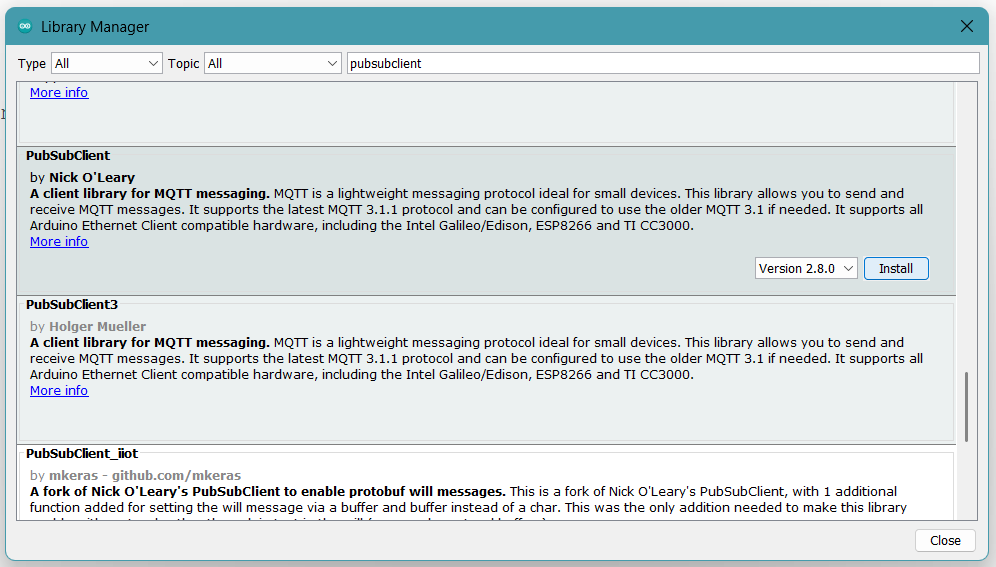 Library Manager
Type All Topic All pubsubclient
More info
PubSubClient
by Nick O'Leary
A client library for MQTT messaging. MQTT is a lightweight messaging protocol ideal for small devices. This library allows you to send and
receive MQTT messages. It supports the latest MQTT 3.1.1 protocol and can be configured to use the older MQTT 3.1 if needed. It supports all
Arduino Ethernet Client compatible hardware, including the Intel Galileo/Edison, ESP8266 and TI CC3000.
More info
Version 2.8.0 Install
PubSubClient3
by Holger Mueller
A client library for MQTT messaging. MQTT is a lightweight messaging protocol ideal for small devices. This library allows you to send and
receive MQTT messages. It supports the latest MQTT 3.1.1 protocol and can be configured to use the older MQTT 3.1 if needed. It supports all
Arduino Ethernet Client compatible hardware, including the Intel Galileo/Edison, ESP8266 and TI CC3000.
More info
PubSubClient_iiot
by mkeras - github.com/mkeras
A fork of Nick O'Leary's PubSubClient to enable protobuf will messages. This is a fork of Nick O'Leary's PubSubClient, with 1 additional
function added for setting the will message via a buffer and buffer instead of a char. This was the only addition needed to make this library
Close